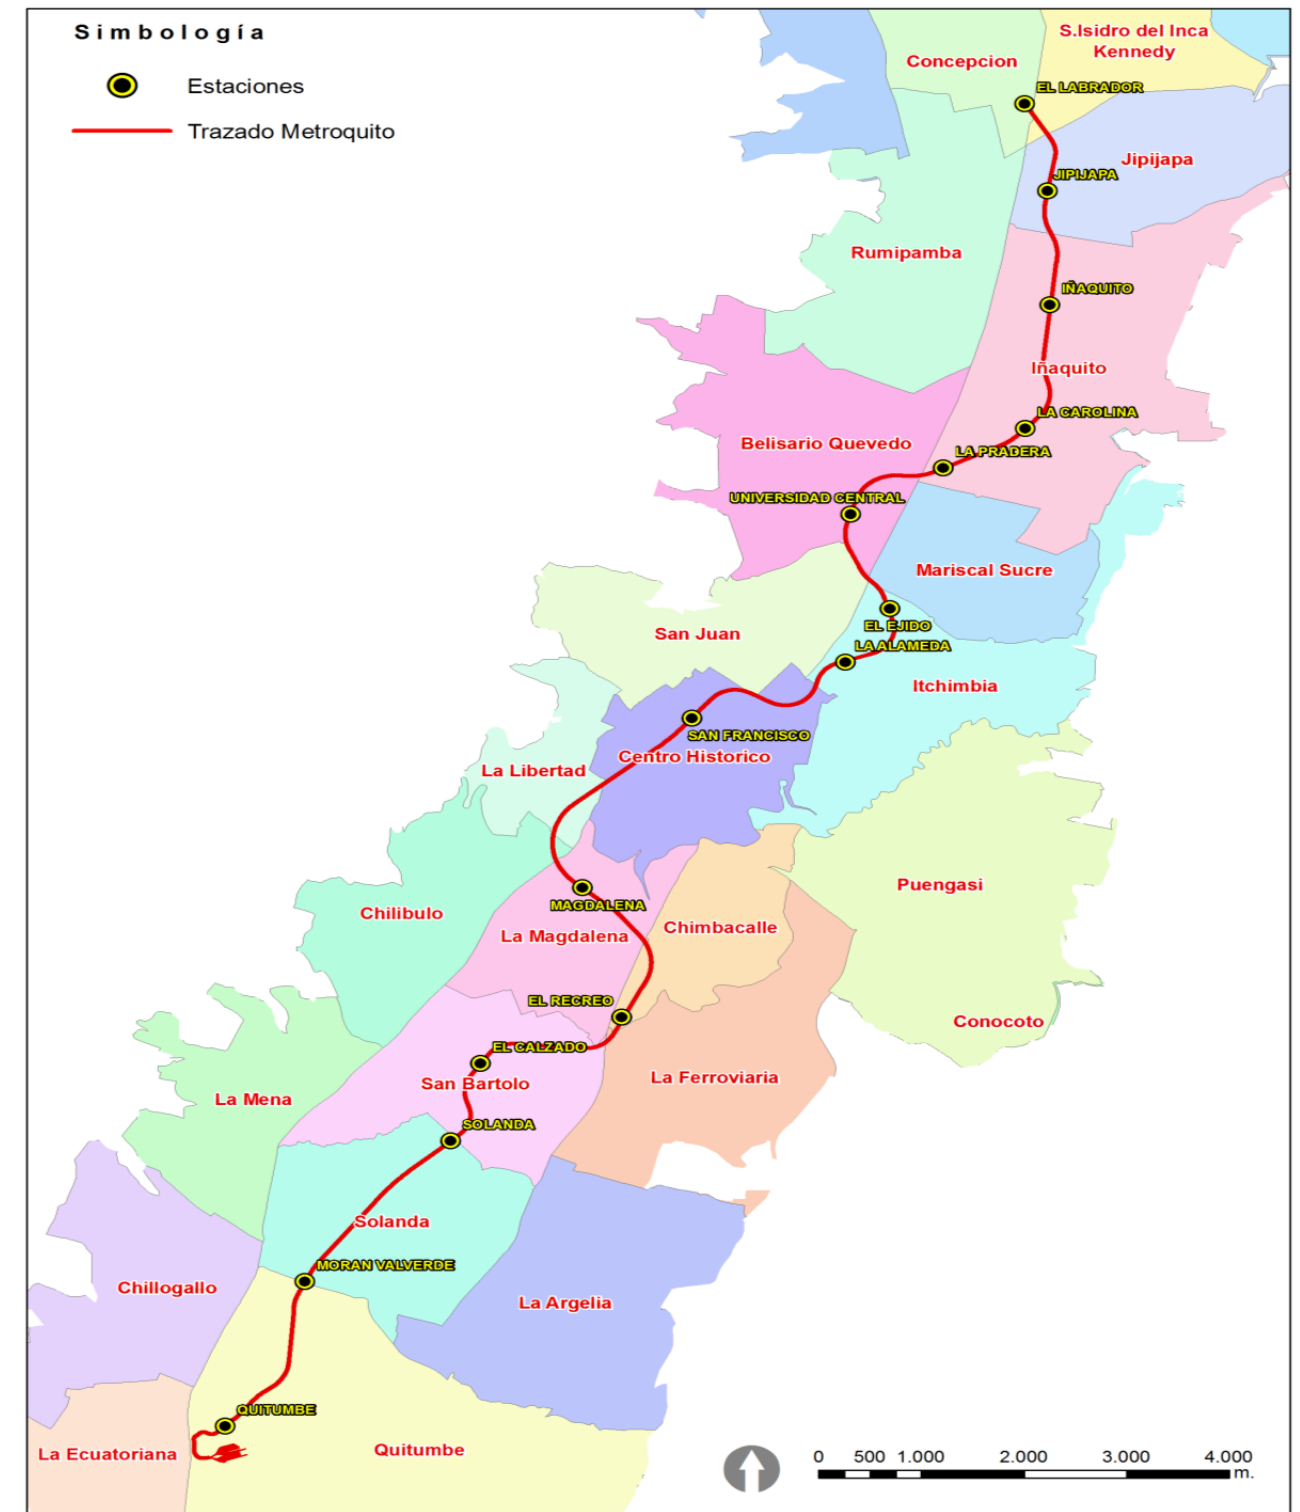 Simbología
Estaciones
Trazado Metroquito
S.Isidro del Inca
Kennedy
Concepcion
EL LABRADOR
Jipijapa
JIPIJAPA
Rumipamba
IÑAQUITO
Iñaquito
LA CAROLINA
Belisario Quevedo
LA PRADERA
UNIVERSIDAD CENTRAL
Mariscal Sucre
EL EJIDO
San Juan
LA ALAMEDA
Itchimbia
SAN FRANCISCO
Centro Historico
La Libertad
Puengasi
MAGDALENA
Chilibulo
Chimbacalle
La Magdalena
EL RECREO
Conocoto
EL CALZADO
La Ferroviaria
San Bartolo
La Mena
SOLANDA
Solanda
MORAN VALVERDE
Chillogallo
La Argelia
QUITUMBE
Quitumbe
La Ecuatoriana
0 500 1.000 2.000 3.000 4.000
m.